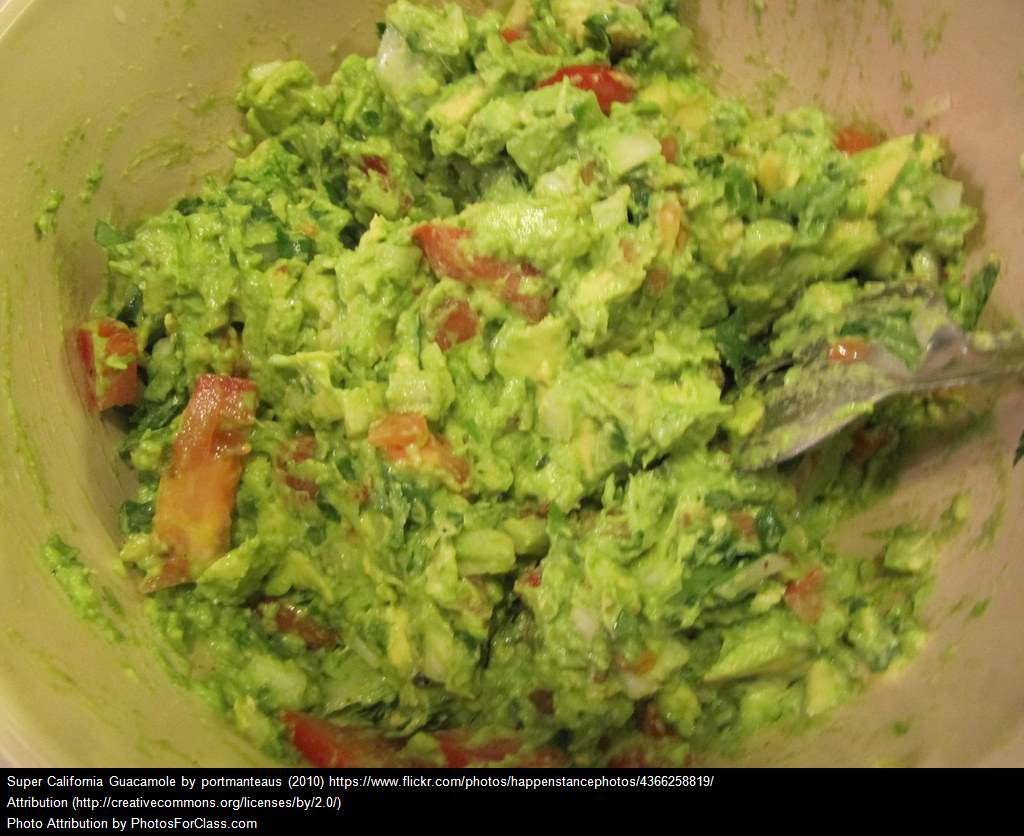 Super California Guacamole by portmanteaus (2010) https://www.flickr.com/photos/happenstancephotos/4366258819/
Attribution (http://creativecommons.org/licenses/by/2.0/)
Photo Attribution by PhotosForClass.com